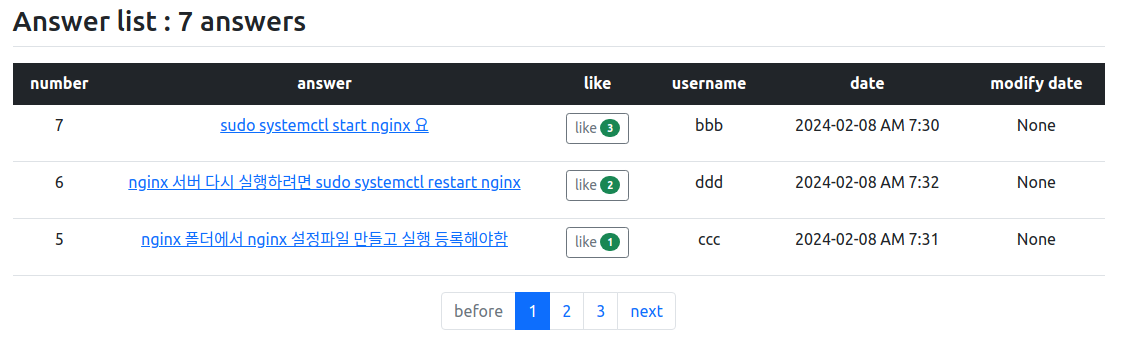 Answer list : 7 answers
number answer like username date modify date
7 sudo systemctl start nginx 요 like 3 bbb 2024-02-08 AM 7:30 None
6 nginx 서버 다시 실행하려면 sudo systemctl restart nginx like 2 ddd 2024-02-08 AM 7:32 None
5 nginx 폴더에서 nginx 설정파일 만들고 실행 등록해야함 like 1 ccc 2024-02-08 AM 7:31 None
before 1 2 3 next